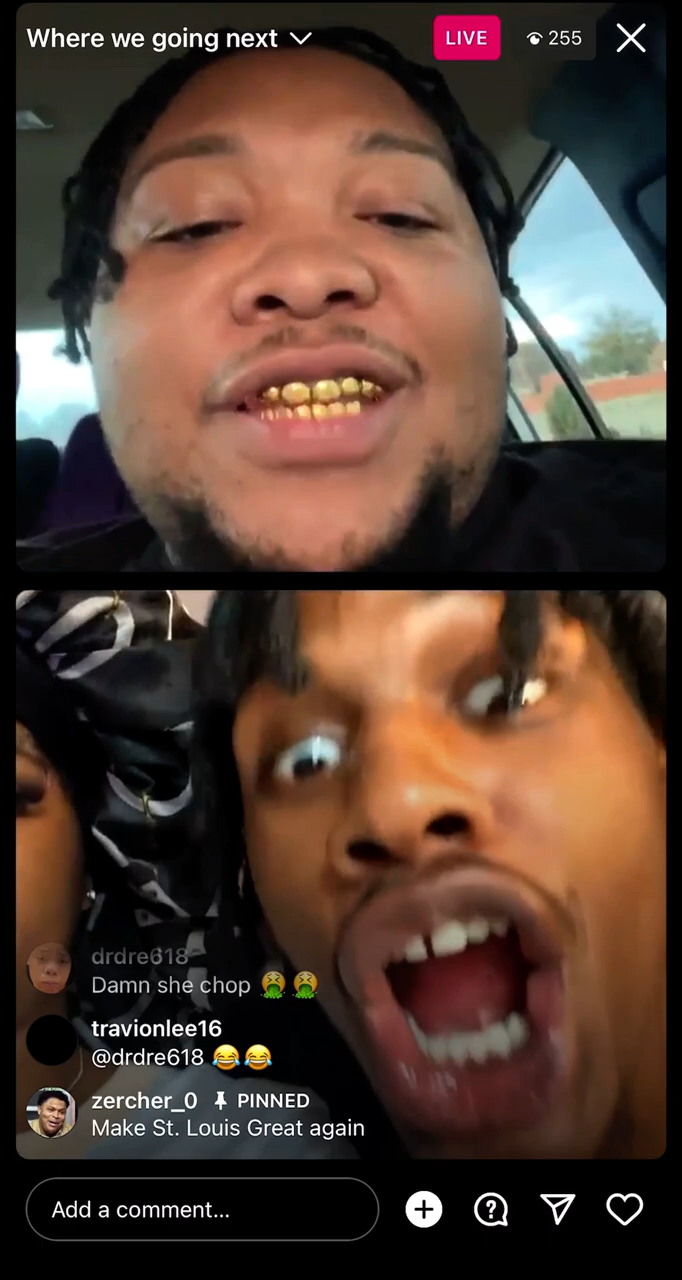 Where we going next
LIVE
255
drdre618
Damn she chop 🤮🤮
travionlee16
@drdre618 😂😂
zercher_0 PINNED
Make St. Louis Great again
Add a comment...